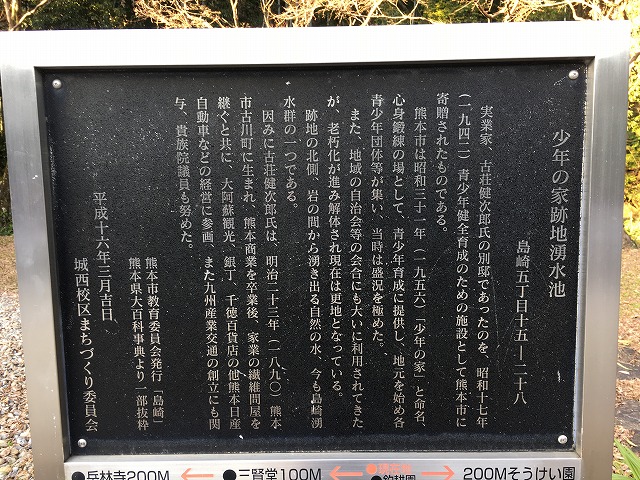 少年の家跡地湧水池
島崎五丁目十五―二十八
実業家、古荘健次郎氏の別邸であったのを、昭和十七年
(一九四二)青少年健全育成のための施設として熊本市に
寄贈されたものである。
熊本市は昭和三十一年(一九五六)「少年の家」と命名、
心身鍛練の場として、青少年育成に提供し、地元を始め各
青少年団体等が集い、当時は盛況を極めた。
また、地域の自治会等の会合にも大いに利用されてきた
が、老朽化が進み解体され現在は更地となっている。
跡地の北側、岩の間から湧き出る自然の水、今も島崎湧
水群の一つである。
因みに古荘健次郎氏は、明治二十三年(一八九〇)熊本
市古川町に生まれ、熊本商業を卒業後、家業の繊維問屋を
継ぐと共に、大阿蘇観光、銀丁、千徳百貨店の他熊本日産
自動車などの経営に参画、また九州産業交通の創立にも関
与、貴族院議員も努めた。
熊本市教育委員会発行「島崎」
熊本県大百科事典より一部抜粋
平成十六年三月吉日、
城西校区まちづくり委員会
●岳林寺200M ← ●三賢堂100M ← ●現在地 → 200Mそうけい園
●釣耕園